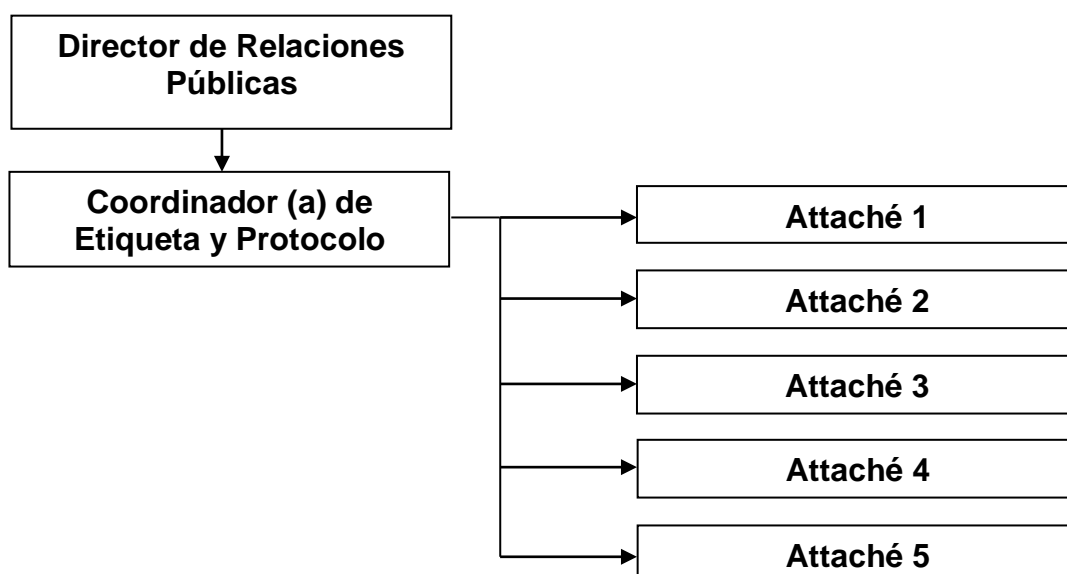 Director de Relaciones
Públicas
Coordinador (a) de
Etiqueta y Protocolo
Attaché 1
Attaché 2
Attaché 3
Attaché 4
Attaché 5